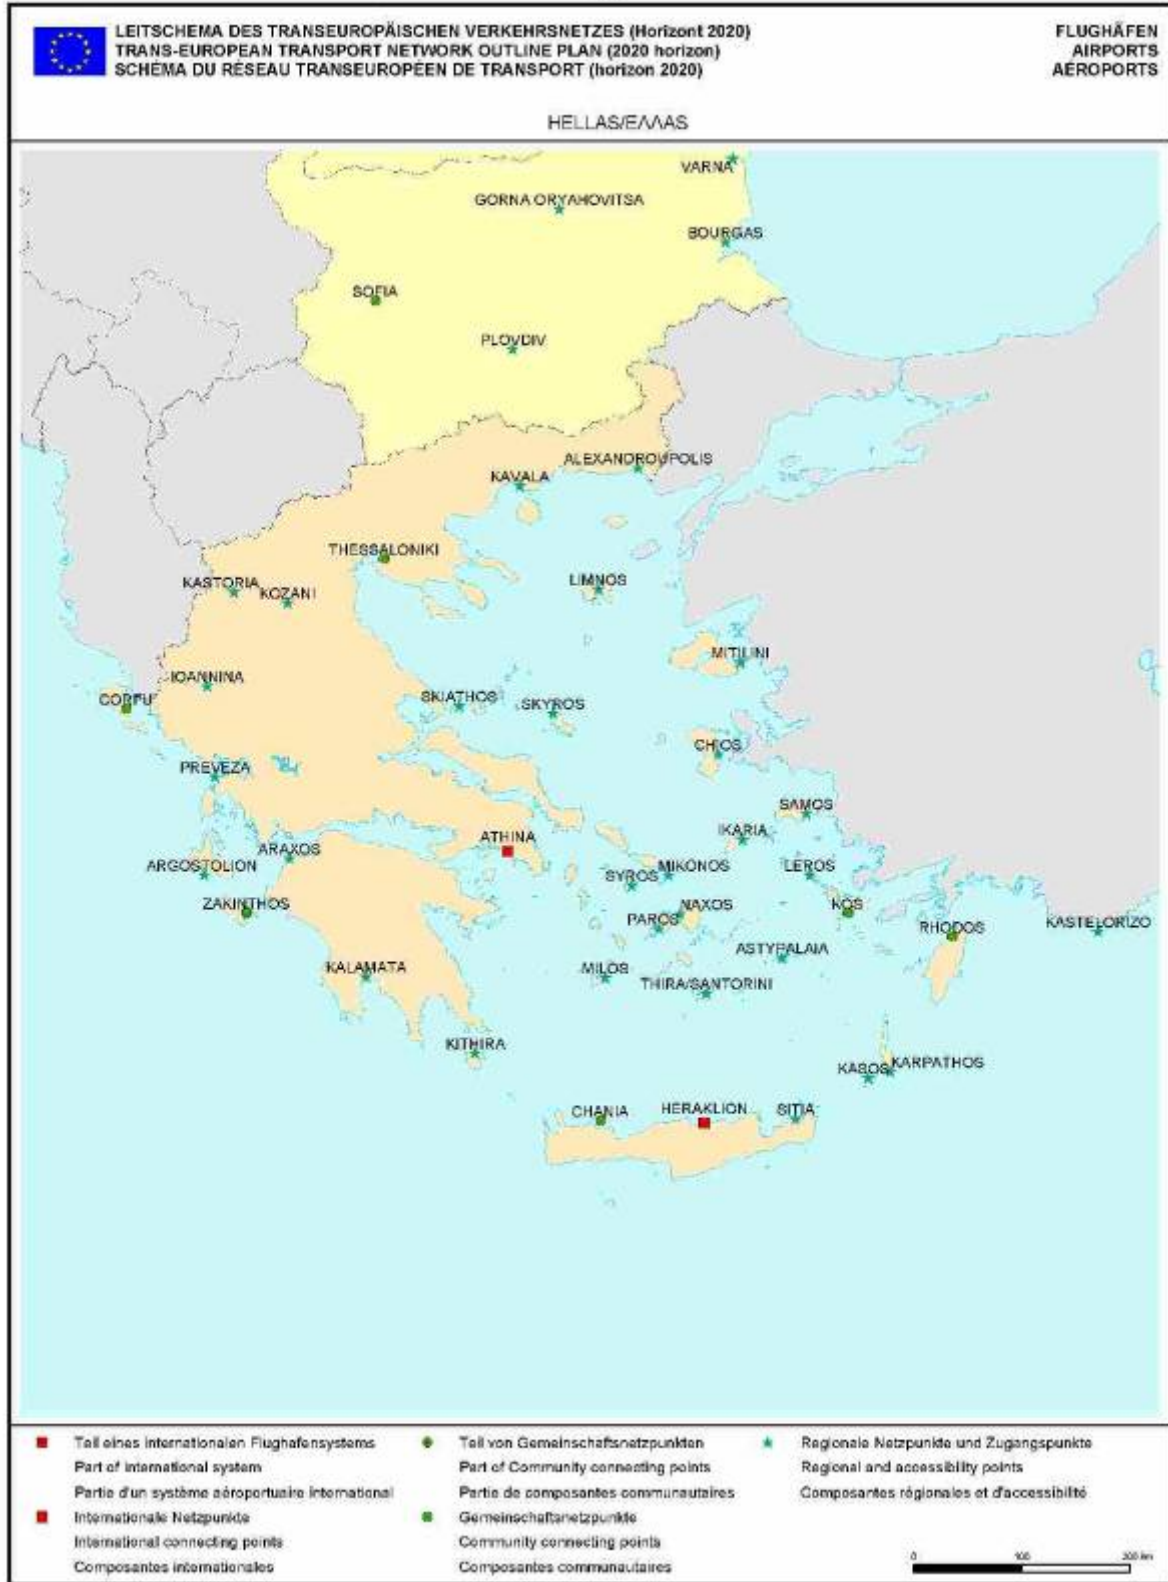 LEITSCHEMA DES TRANSEUROPÄISCHEN VERKEHRSNETZES (Horizont 2020)
TRANS-EUROPEAN TRANSPORT NETWORK OUTLINE PLAN (2020 horizon)
SCHÉMA DU RÉSEAU TRANSEUROPÉEN DE TRANSPORT (horizon 2020)
FLUGHÄFEN
AIRPORTS
AÉROPORTS
HELLAS/ΕΛΛΑΣ
VARNA
GORNA ORYAHOVITSA
BOURGAS
SOFIA
PLOVDIV
ALEXANDROUPOLIS
KAVALA
THESSALONIKI
KASTORIA
KOZANI
LIMNOS
MITILINI
IOANNINA
CORFU
SKIATHOS
SKYROS
CHIOS
PREVEZA
SAMOS
ATHINA
IKARIA
ARAXOS
ARGOSTOLION
SYROS
MIKONOS
LEROS
ZAKINTHOS
PAROS
NAXOS
KOS
RHODOS
KASTELORIZO
KALAMATA
MILOS
ASTYPALAIA
THIRA/SANTORINI
KITHIRA
KASOS
KARPATHOS
CHANIA
HERAKLION
SITIA
Teil eines internationalen Flughafensystems
Part of international system
Partie d'un système aéroportuaire international
Internationale Netzpunkte
International connecting points
Composantes internationales
Teil von Gemeinschaftsnetzpunkten
Part of Community connecting points
Partie de composantes communautaires
Gemeinschaftsnetzpunkte
Community connecting points
Composantes communautaires
Regionale Netzpunkte und Zugangspunkte
Regional and accessibility points
Composantes régionales et d'accessibilité
0 100 200 km